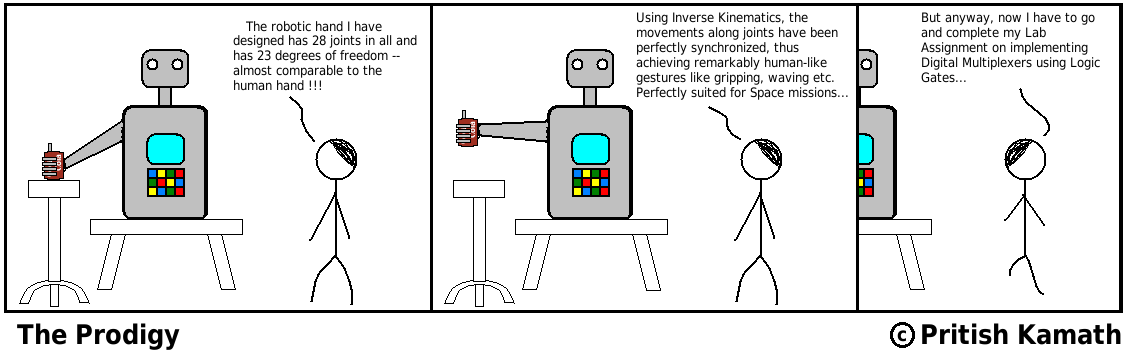 The robotic hand I have
designed has 28 joints in all and
has 23 degrees of freedom --
almost comparable to the
human hand !!!
Using Inverse Kinematics, the
movements along joints have been
perfectly synchronized, thus
achieving remarkably human-like
gestures like gripping, waving etc.
Perfectly suited for Space missions...
But anyway, now I have to go
and complete my Lab
Assignment on implementing
Digital Multiplexers using Logic
Gates...
The Prodigy
© Pritish Kamath